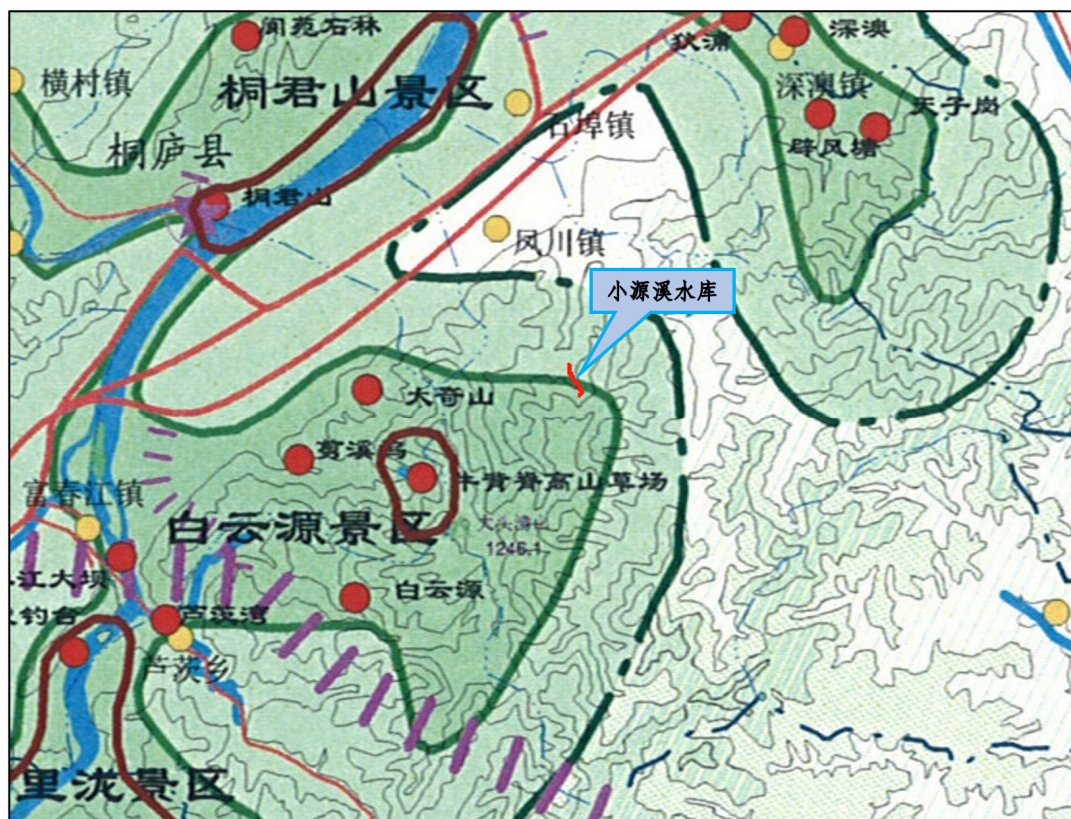 阆苑石林
狄浦
深澳
横村镇
桐君山景区
深澳镇
天子岗
石埠镇
桐庐县
辟凤塘
桐君山
凤川镇
小源溪水库
大奇山
剪溪坞
牛背脊高山草场
富春江镇
白云源景区
1246.1
江大坝
白云源
钓台
芦茨湾
芦茨乡
里泷景区